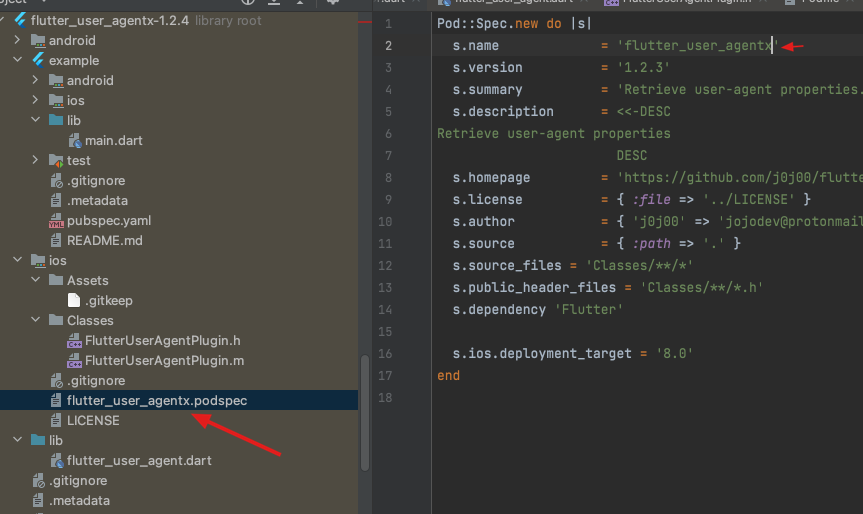 flutter_user_agentx-1.2.4 library root
android
example
android
ios
lib
main.dart
test
.gitignore
.metadata
pubspec.yaml
README.md
ios
Assets
.gitkeep
Classes
FlutterUserAgentPlugin.h
FlutterUserAgentPlugin.m
.gitignore
flutter_user_agentx.podspec
LICENSE
lib
flutter_user_agent.dart
.gitignore
.metadata
1 Pod::Spec.new do |s|
2 s.name = 'flutter_user_agentx'
3 s.version = '1.2.3'
4 s.summary = 'Retrieve user-agent properties.
5 s.description = <<-DESC
6 Retrieve user-agent properties
7 DESC
8 s.homepage = 'https://github.com/j0j00/flutte
9 s.license = { :file => '../LICENSE' }
10 s.author = { 'j0j00' => 'jojodev@protonmail
11 s.source = { :path => '.' }
12 s.source_files = 'Classes/**/*'
13 s.public_header_files = 'Classes/**/*.h'
14 s.dependency 'Flutter'
15
16 s.ios.deployment_target = '8.0'
17 end
18